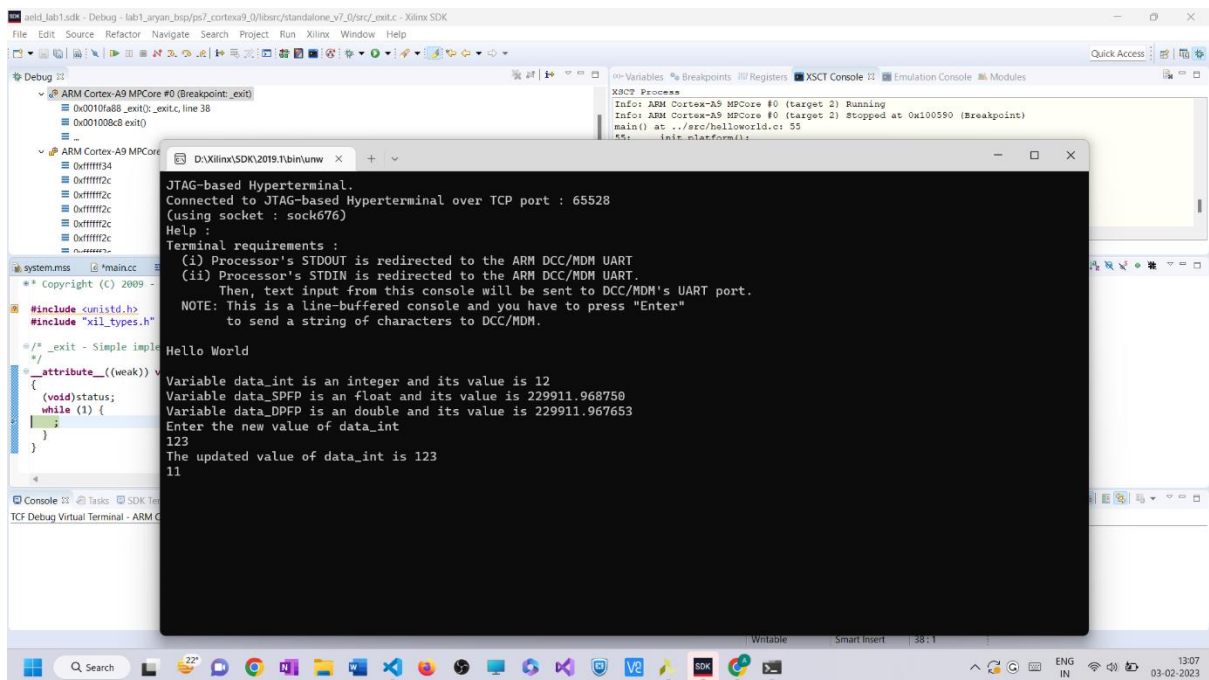 aeld_lab1.sdk - Debug - lab1_aryan_bsp/ps7_cortexa9_0/libsrc/standalone_v7_0/src/_exit.c - Xilinx SDK
File Edit Source Refactor Navigate Search Project Run Xilinx Window Help
Quick Access
Debug
ARM Cortex-A9 MPCore #0 (Breakpoint: _exit)
0x0010fa88 _exit(): _exit.c, line 38
0x001008c8 exit()
...
ARM Cortex-A9 MPCore
0xffffff34
0xffffff2c
0xffffff2c
0xffffff2c
0xffffff2c
0xffffff2c
Variables Breakpoints Registers XSCT Console Emulation Console Modules
XSCT Process
Info: ARM Cortex-A9 MPCore #0 (target 2) Running
Info: ARM Cortex-A9 MPCore #0 (target 2) Stopped at 0x100590 (Breakpoint)
main() at ../src/helloworld.c: 55
55: init_platform();
system.mss *main.cc
* Copyright (C) 2009 -
#include <unistd.h>
#include "xil_types.h"
/* _exit - Simple imple
*/
__attribute__((weak)) v
{
(void)status;
while (1) {
;
}
}
Console Tasks SDK Ter
TCF Debug Virtual Terminal - ARM C
D:\Xilinx\SDK\2019.1\bin\unw
JTAG-based Hyperterminal.
Connected to JTAG-based Hyperterminal over TCP port : 65528
(using socket : sock676)
Help :
Terminal requirements :
(i) Processor's STDOUT is redirected to the ARM DCC/MDM UART
(ii) Processor's STDIN is redirected to the ARM DCC/MDM UART.
Then, text input from this console will be sent to DCC/MDM's UART port.
NOTE: This is a line-buffered console and you have to press "Enter"
to send a string of characters to DCC/MDM.
Hello World
Variable data_int is an integer and its value is 12
Variable data_SPFP is an float and its value is 229911.968750
Variable data_DPFP is an double and its value is 229911.967653
Enter the new value of data_int
123
The updated value of data_int is 123
11
Writable Smart Insert 38 : 1
Search
22°
SDK
ENG
IN
13:07
03-02-2023